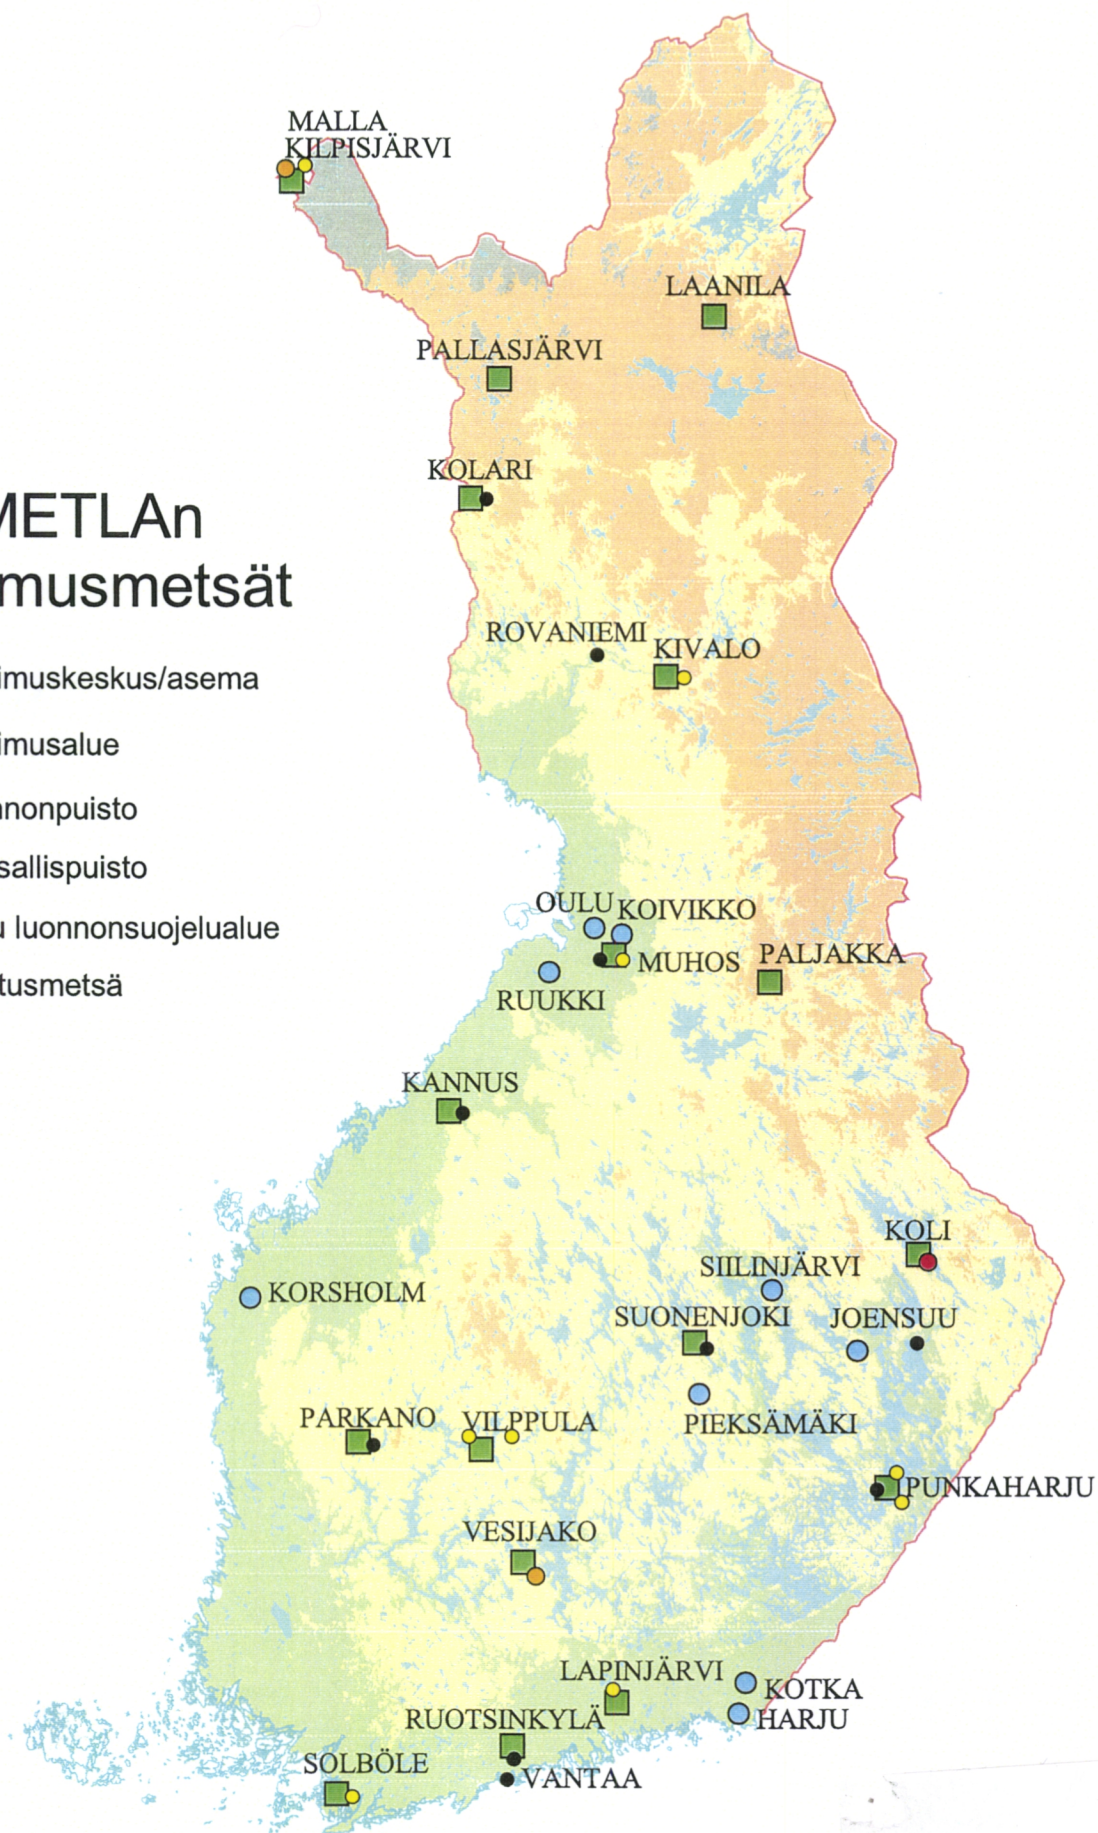 MALLA
KILPISJÄRVI
LAANILA
PALLASJÄRVI
KOLARI
METLAn
musmetsät
ROVANIEMI
KIVALO
imuskeskus/asema
imusalue
nnonpuisto
sallispuisto
u luonnonsuojelualue
tusmetsä
OULU KOIVIKKO
MUHOS
PALJAKKA
RUUKKI
KANNUS
KOLI
SIILINJÄRVI
KORSHOLM
SUONENJOKI
JOENSUU
PIEKSÄMÄKI
PARKANO
VILPPULA
PUNKAHARJU
VESIJAKO
LAPINJÄRVI
KOTKA
HARJU
RUOTSINKYLÄ
SOLBÖLE
VANTAA